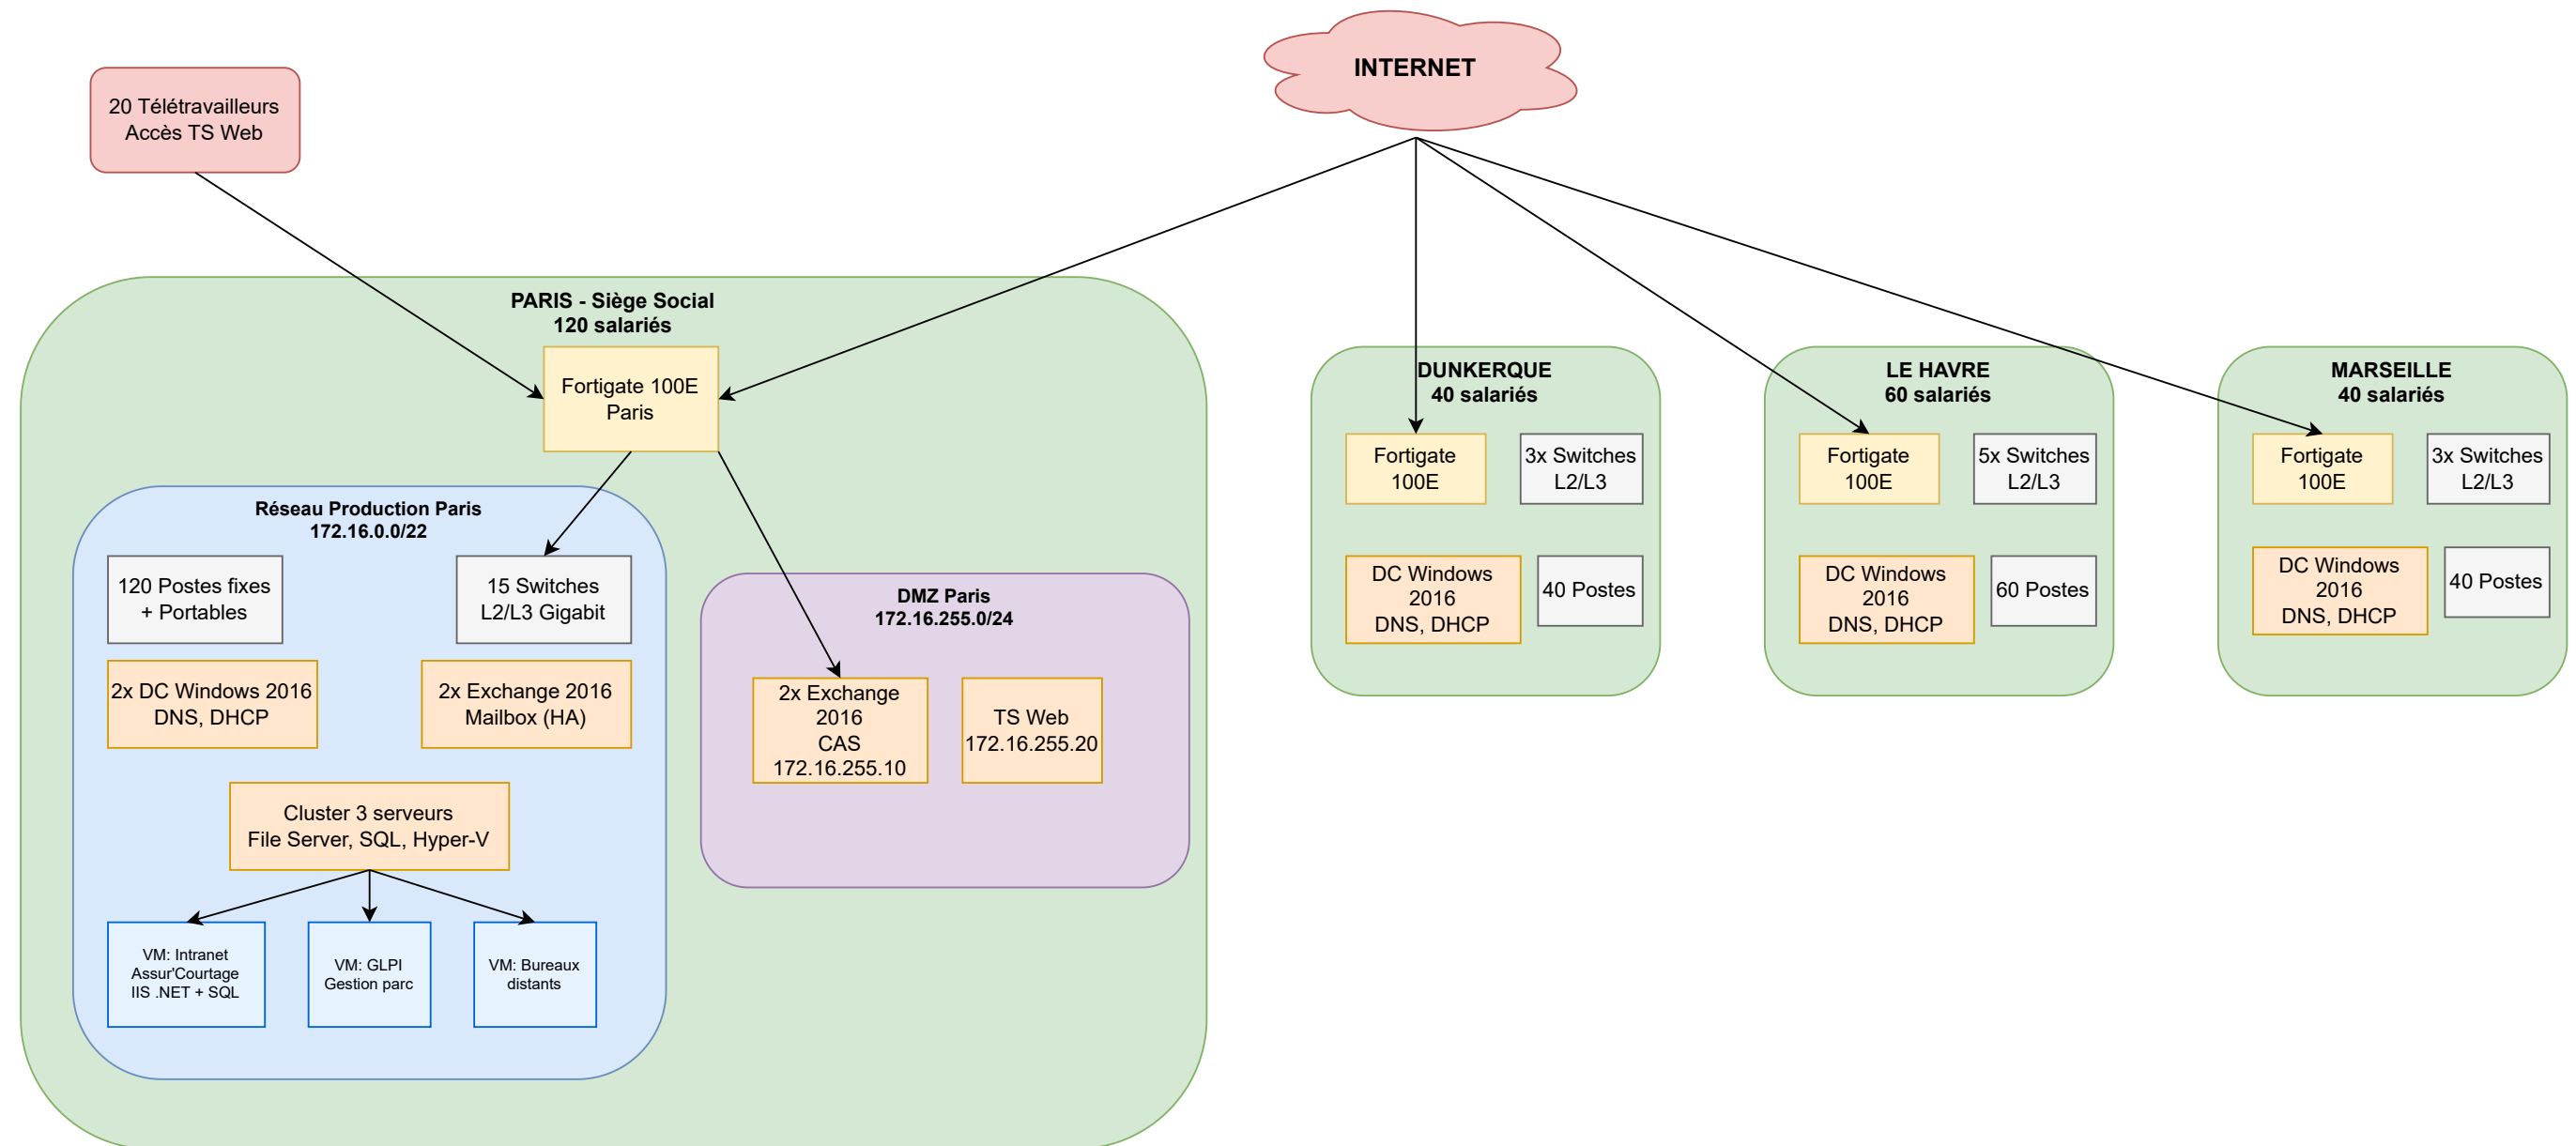 INTERNET
20 Télétravailleurs
Accès TS Web
PARIS - Siège Social
120 salariés
Fortigate 100E
Paris
Réseau Production Paris
172.16.0.0/22
120 Postes fixes
+ Portables
15 Switches
L2/L3 Gigabit
2x DC Windows 2016
DNS, DHCP
2x Exchange 2016
Mailbox (HA)
Cluster 3 serveurs
File Server, SQL, Hyper-V
VM: Intranet
Assur'Courtage
IIS .NET + SQL
VM: GLPI
Gestion parc
VM: Bureaux
distants
DMZ Paris
172.16.255.0/24
2x Exchange
2016
CAS
172.16.255.10
TS Web
172.16.255.20
DUNKERQUE
40 salariés
Fortigate
100E
3x Switches
L2/L3
DC Windows
2016
DNS, DHCP
40 Postes
LE HAVRE
60 salariés
Fortigate
100E
5x Switches
L2/L3
DC Windows
2016
DNS, DHCP
60 Postes
MARSEILLE
40 salariés
Fortigate
100E
3x Switches
L2/L3
DC Windows
2016
DNS, DHCP
40 Postes